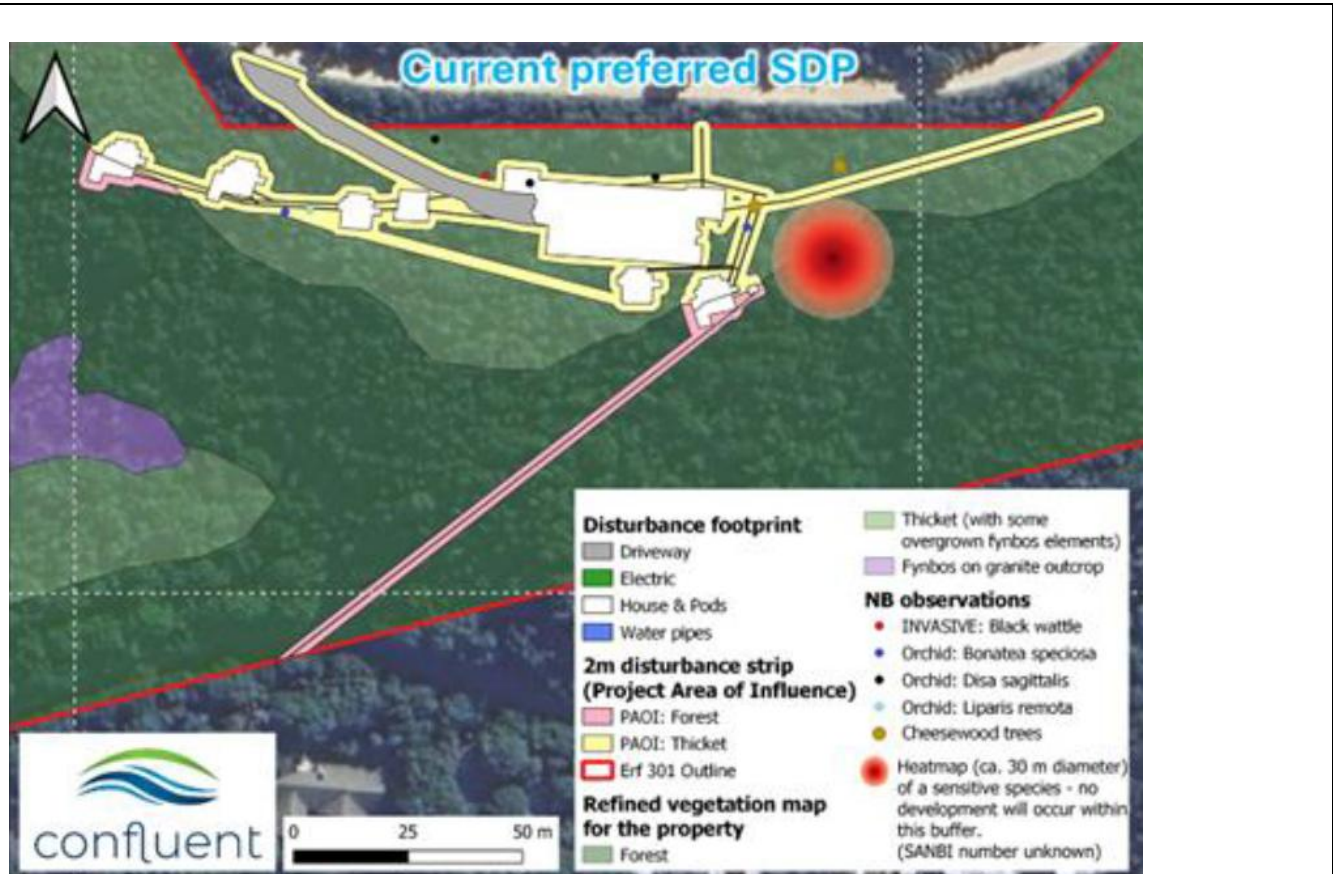 Current preferred SDP
Disturbance footprint
Driveway
Electric
House & Pods
Water pipes
2m disturbance strip
(Project Area of Influence)
PAOI: Forest
PAOI: Thicket
Erf 301 Outline
Refined vegetation map
for the property
Forest
Thicket (with some
overgrown fynbos elements)
Fynbos on granite outcrop
NB observations
INVASIVE: Black wattle
Orchid: Bonatea speciosa
Orchid: Disa sagittalis
Orchid: Liparis remota
Cheesewood trees
Heatmap (ca. 30 m diameter)
of a sensitive species - no
development will occur within
this buffer.
(SANBI number unknown)
confluent
0 25 50 m